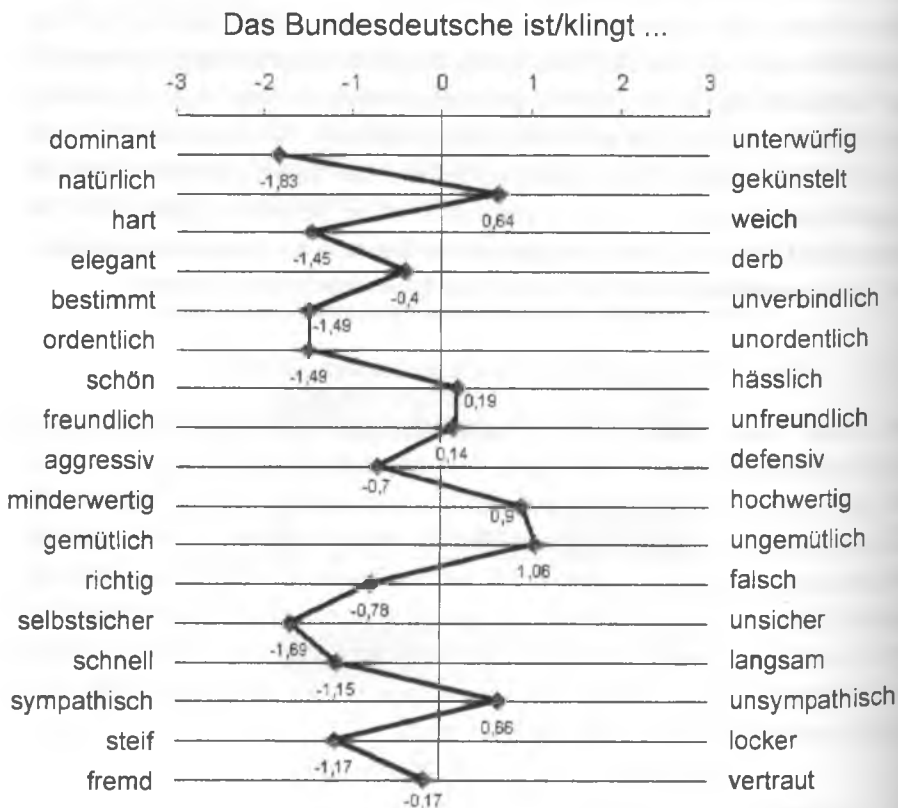 Das Bundesdeutsche ist/klingt ...
-3 -2 -1 0 1 2 3
dominant unterwürfig
-1,83
natürlich gekünstelt
0,64
hart weich
-1,45
elegant derb
-0,4
bestimmt unverbindlich
-1,49
ordentlich unordentlich
-1,49
schön hässlich
0,19
freundlich unfreundlich
0,14
aggressiv defensiv
-0,7
minderwertig hochwertig
0,9
gemütlich ungemütlich
1,06
richtig falsch
-0,78
selbstsicher unsicher
-1,69
schnell langsam
-1,15
sympathisch unsympathisch
0,66
steif locker
-1,17
fremd vertraut
-0,17